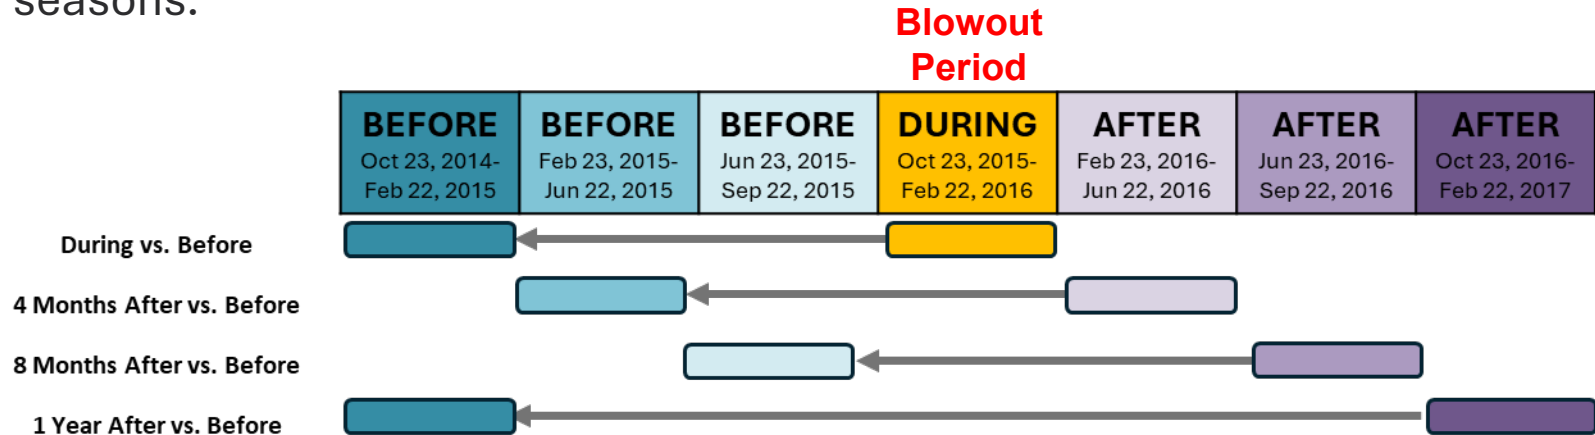 seasons.
Blowout
Period
BEFORE
Oct 23, 2014-
Feb 22, 2015
BEFORE
Feb 23, 2015-
Jun 22, 2015
BEFORE
Jun 23, 2015-
Sep 22, 2015
DURING
Oct 23, 2015-
Feb 22, 2016
AFTER
Feb 23, 2016-
Jun 22, 2016
AFTER
Jun 23, 2016-
Sep 22, 2016
AFTER
Oct 23, 2016-
Feb 22, 2017
During vs. Before
4 Months After vs. Before
8 Months After vs. Before
1 Year After vs. Before